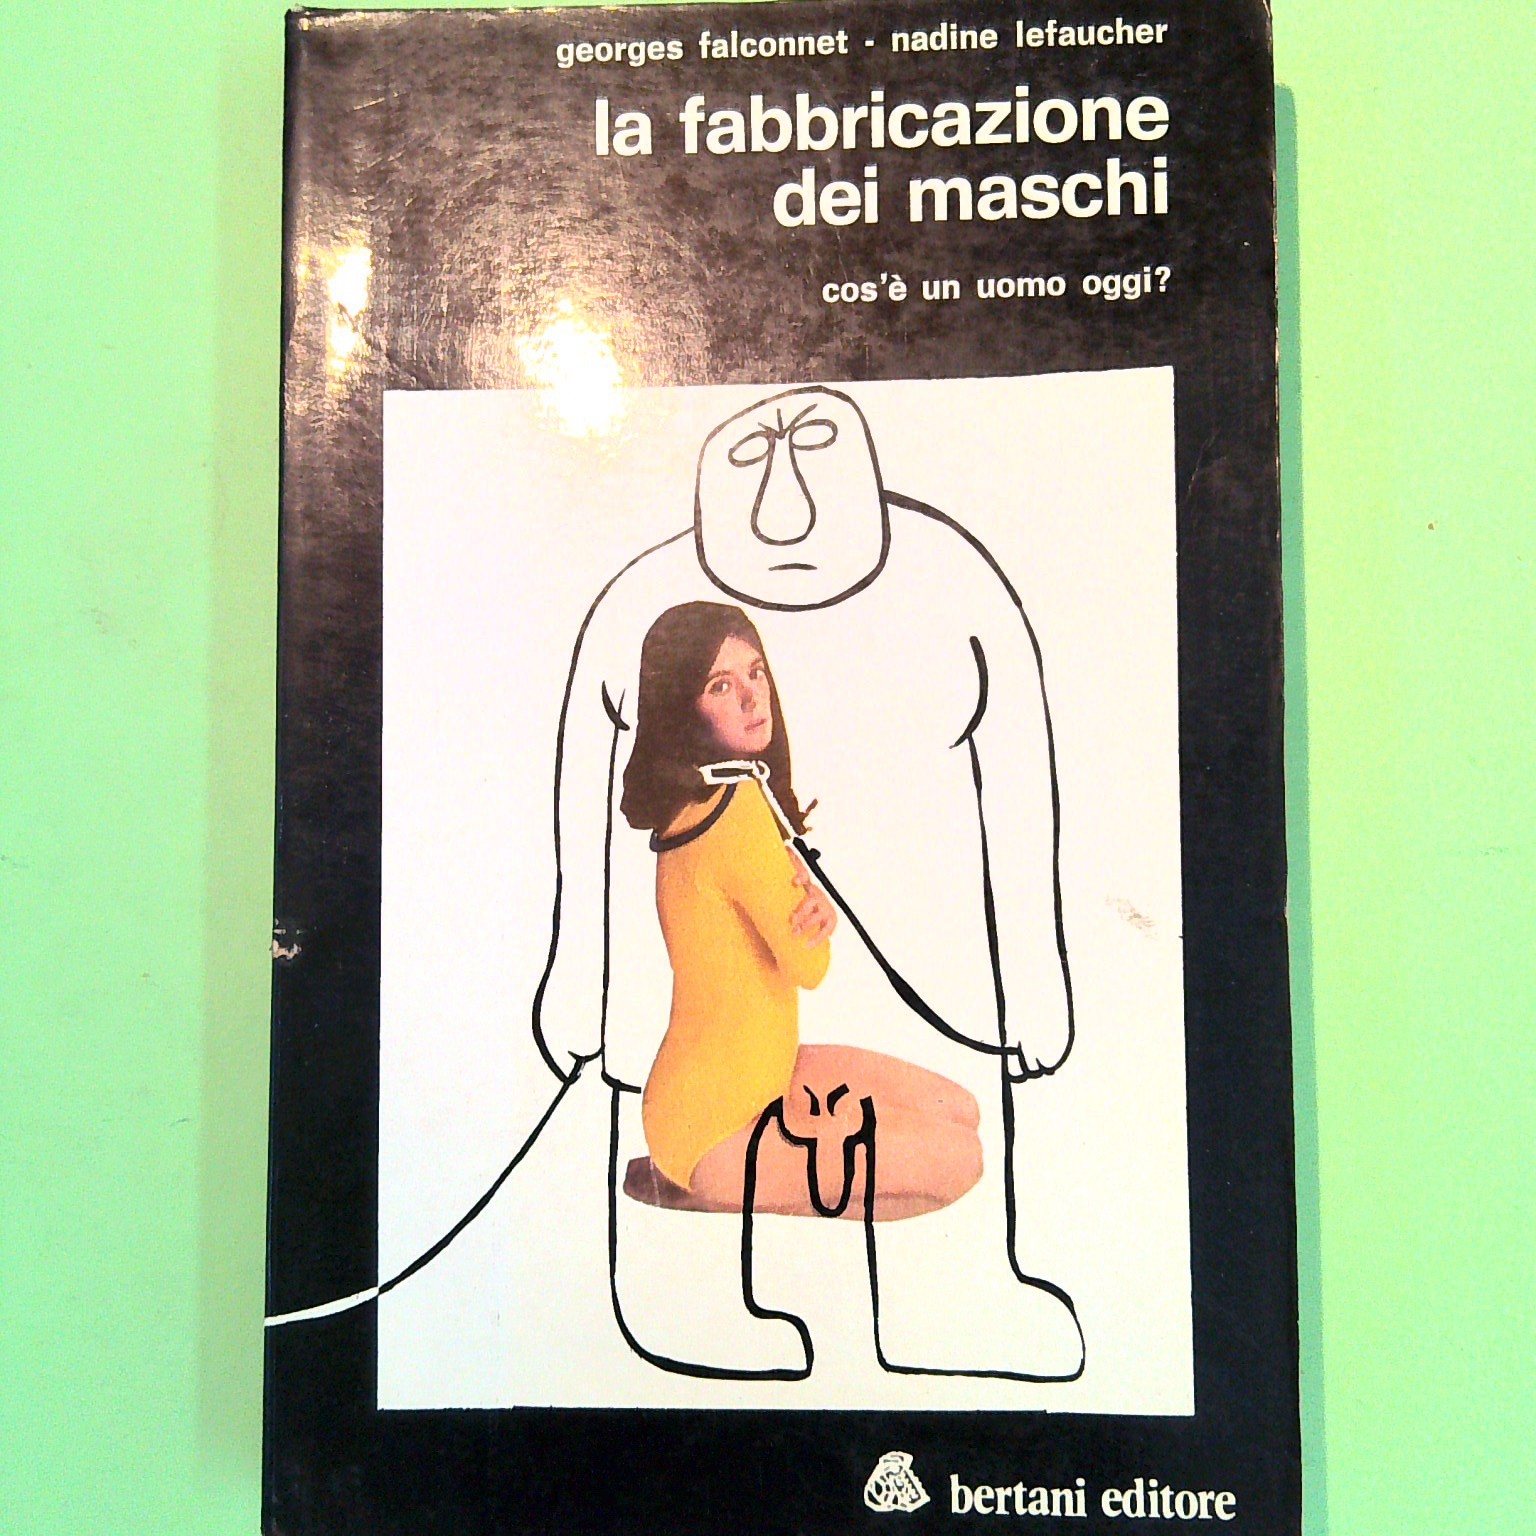 georges falconnet - nadine lefaucher
la fabbricazione
dei maschi
cos'è un uomo oggi?
bertani editore